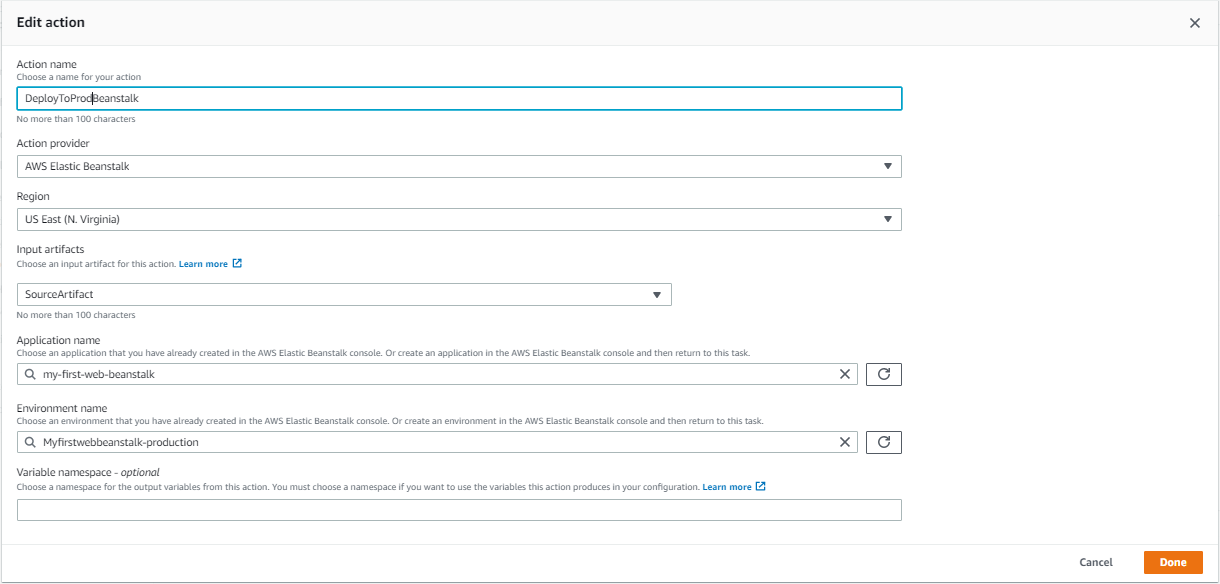 Edit action
Action name
Choose a name for your action
DeployToProdBeanstalk
No more than 100 characters
Action provider
AWS Elastic Beanstalk
Region
US East (N. Virginia)
Input artifacts
Choose an input artifact for this action. Learn more
SourceArtifact
No more than 100 characters
Application name
Choose an application that you have already created in the AWS Elastic Beanstalk console. Or create an application in the AWS Elastic Beanstalk console and then return to this task.
my-first-web-beanstalk
Environment name
Choose an environment that you have already created in the AWS Elastic Beanstalk console. Or create an environment in the AWS Elastic Beanstalk console and then return to this task.
Myfirstwebbeanstalk-production
Variable namespace - optional
Choose a namespace for the output variables from this action. You must choose a namespace if you want to use the variables this action produces in your configuration. Learn more
Cancel Done